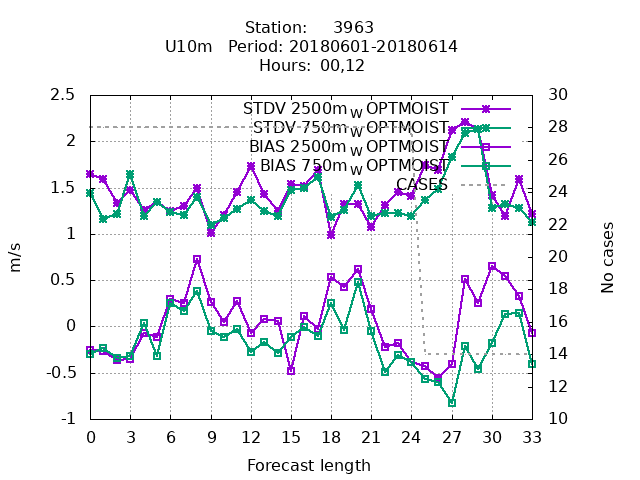 Station: 3963
U10m Period: 20180601-20180614
Hours: 00,12
STDV 2500m_W OPTMOIST
STDV 750m_W OPTMOIST
BIAS 2500m_W OPTMOIST
BIAS 750m_W OPTMOIST
CASES
2.5
2
1.5
1
0.5
0
-0.5
-1
m/s
30
28
26
24
22
20
18
16
14
12
10
No cases
0 3 6 9 12 15 18 21 24 27 30 33
Forecast length